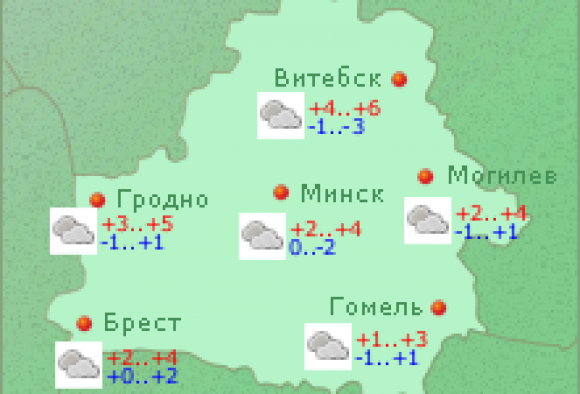 Витебск
+4..+6
-1..-3
Могилев
+2..+4
-1..+1
Гродно
+3..+5
-1..+1
Минск
+2..+4
0..-2
Гомель
+1..+3
-1..+1
Брест
+2..+4
+0..+2